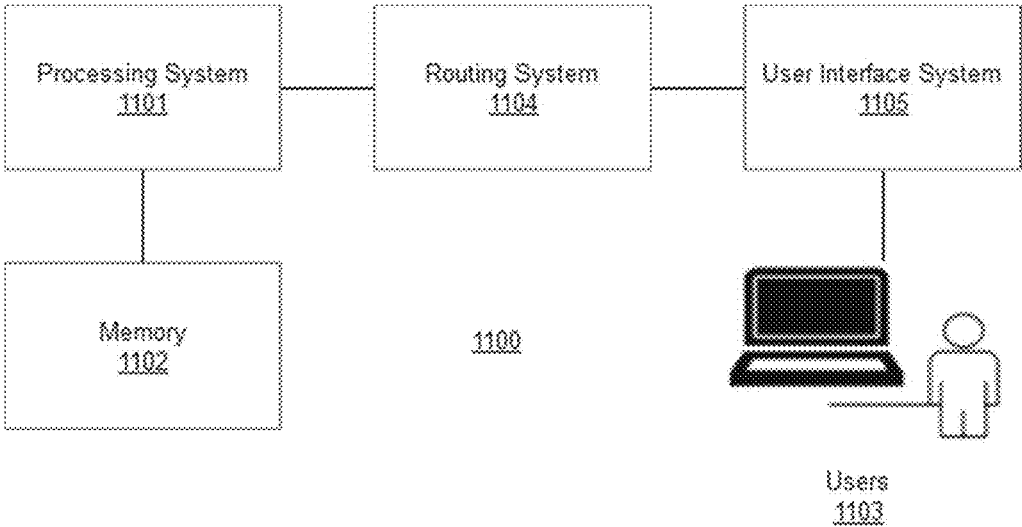 Processing System
1101
Routing System
1104
User Interface System
1105
Memory
1102
1100
Users
1103